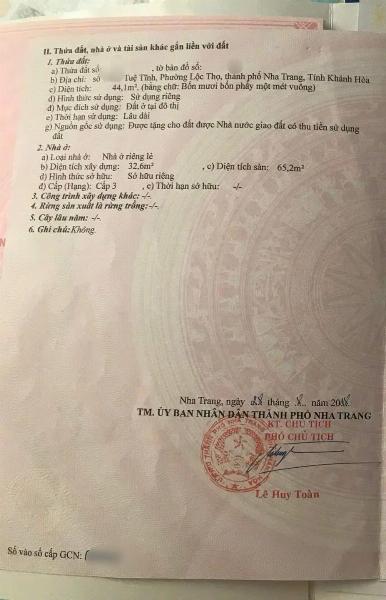 II. Thửa đất, nhà ở và tài sản khác gắn liền với đất
1. Thửa đất:
a) Thửa đất số: , tờ bản đồ số:
b) Địa chỉ: số Tuệ Tĩnh, Phường Lộc Thọ, thành phố Nha Trang, Tỉnh Khánh Hòa
c) Diện tích: 44,1m², (bằng chữ: Bốn mươi bốn phẩy một mét vuông)
d) Hình thức sử dụng: Sử dụng riêng
đ) Mục đích sử dụng: Đất ở tại đô thị
e) Thời hạn sử dụng: Lâu dài
g) Nguồn gốc sử dụng: Được tặng cho đất được Nhà nước giao đất có thu tiền sử dụng
đất
2. Nhà ở:
a) Loại nhà ở: Nhà ở riêng lẻ
b) Diện tích xây dựng: 32,6m² , c) Diện tích sàn: 65,2m²
d) Hình thức sở hữu: Sở hữu riêng
đ) Cấp (Hạng): Cấp 3 , e) Thời hạn sở hữu: -/-
3. Công trình xây dựng khác: -/-
4. Rừng sản xuất là rừng trồng: -/-
5. Cây lâu năm: -/-
6. Ghi chú: Không.
Nha Trang, ngày tháng năm
TM. ỦY BAN NHÂN DÂN THÀNH PHỐ NHA TRANG
KT. CHỦ TỊCH
PHÓ CHỦ TỊCH
Lê Huy Toàn
Số vào sổ cấp GCN: